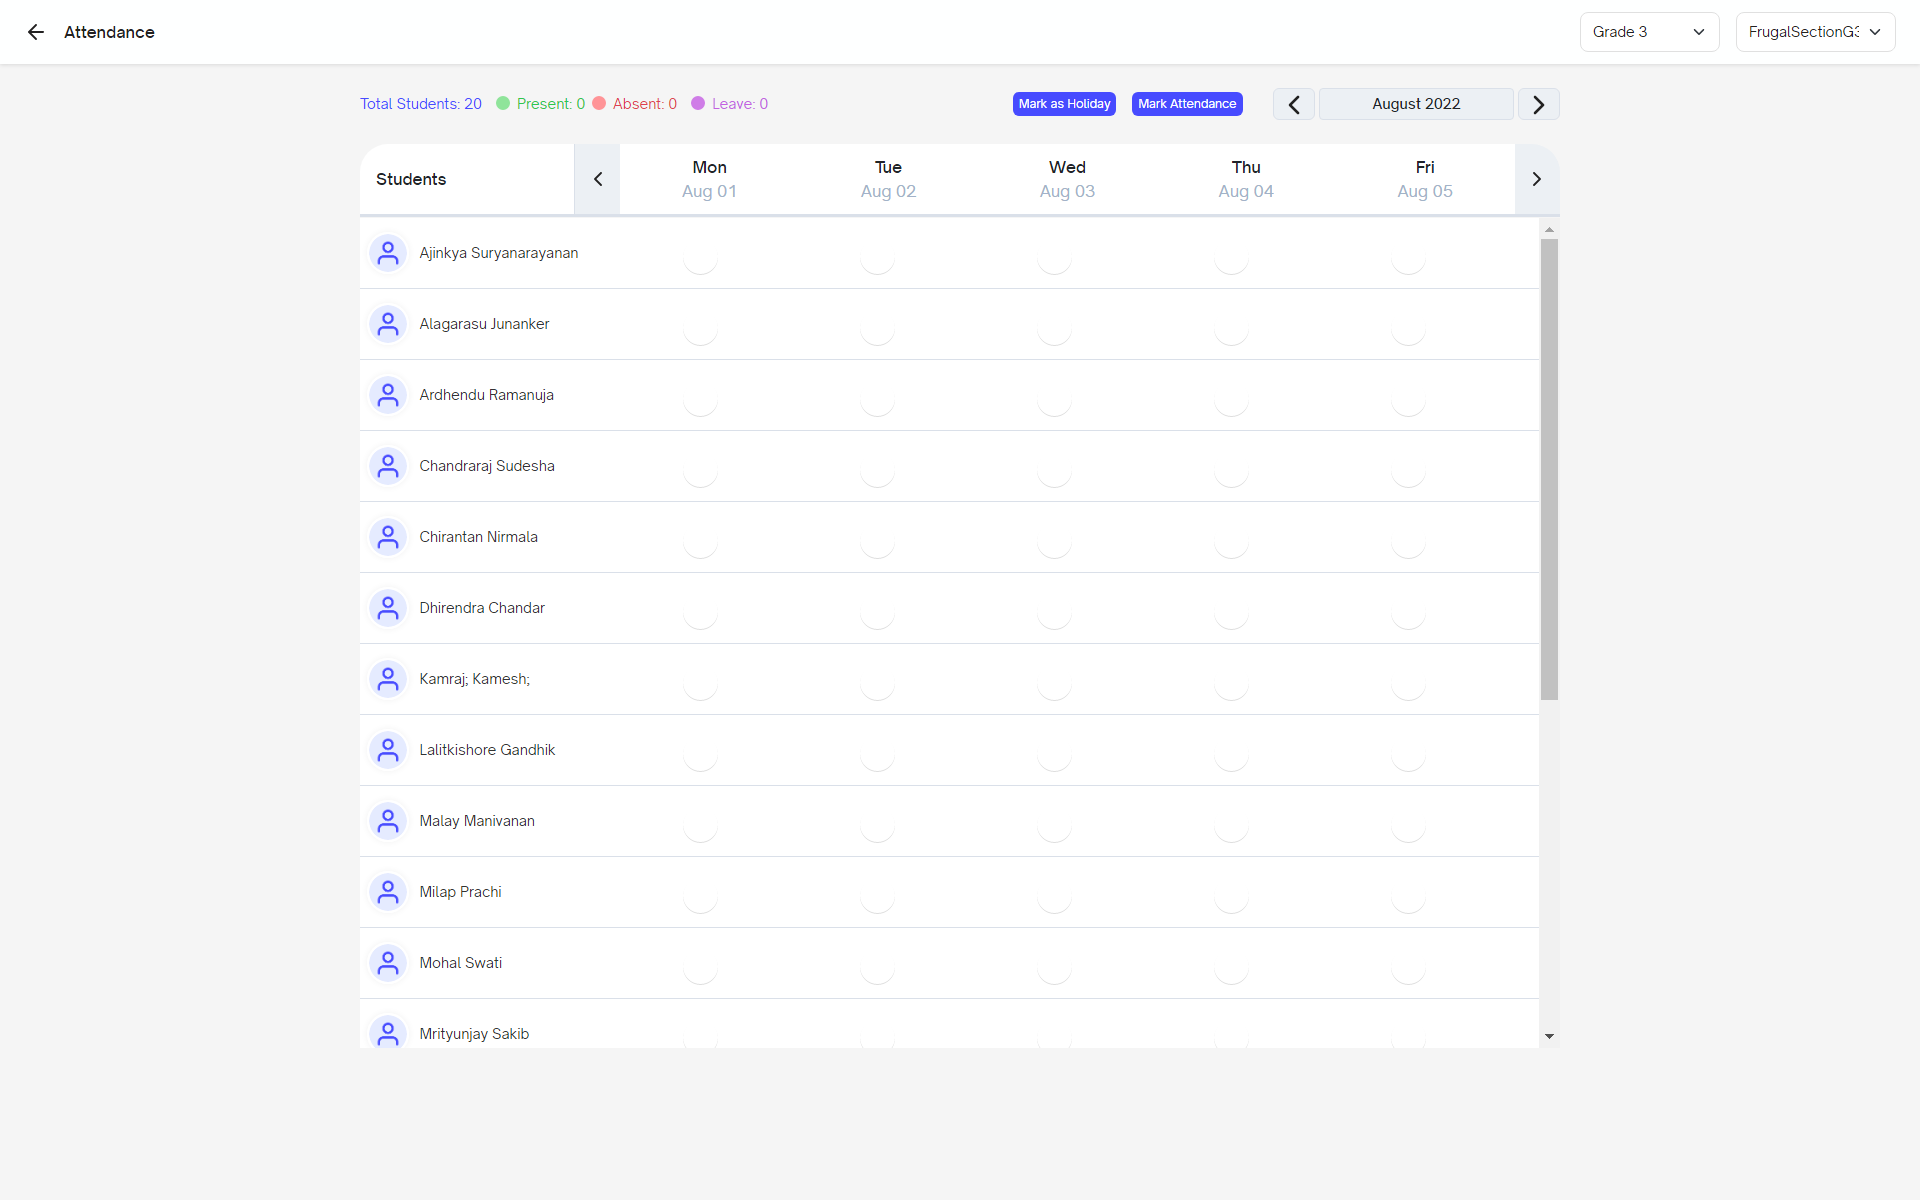 Attendance
Grade 3
FrugalSectionG3
Total Students: 20 Present: 0 Absent: 0 Leave: 0
Mark as Holiday
Mark Attendance
August 2022
Students
Mon Tue Wed Thu Fri
Aug 01 Aug 02 Aug 03 Aug 04 Aug 05
Ajinkya Suryanarayanan
Alagarasu Junanker
Ardhendu Ramanuja
Chandraraj Sudesha
Chirantan Nirmala
Dhirendra Chandar
Kamraj; Kamesh;
Lalitkishore Gandhik
Malay Manivanan
Milap Prachi
Mohal Swati
Mrityunjay Sakib